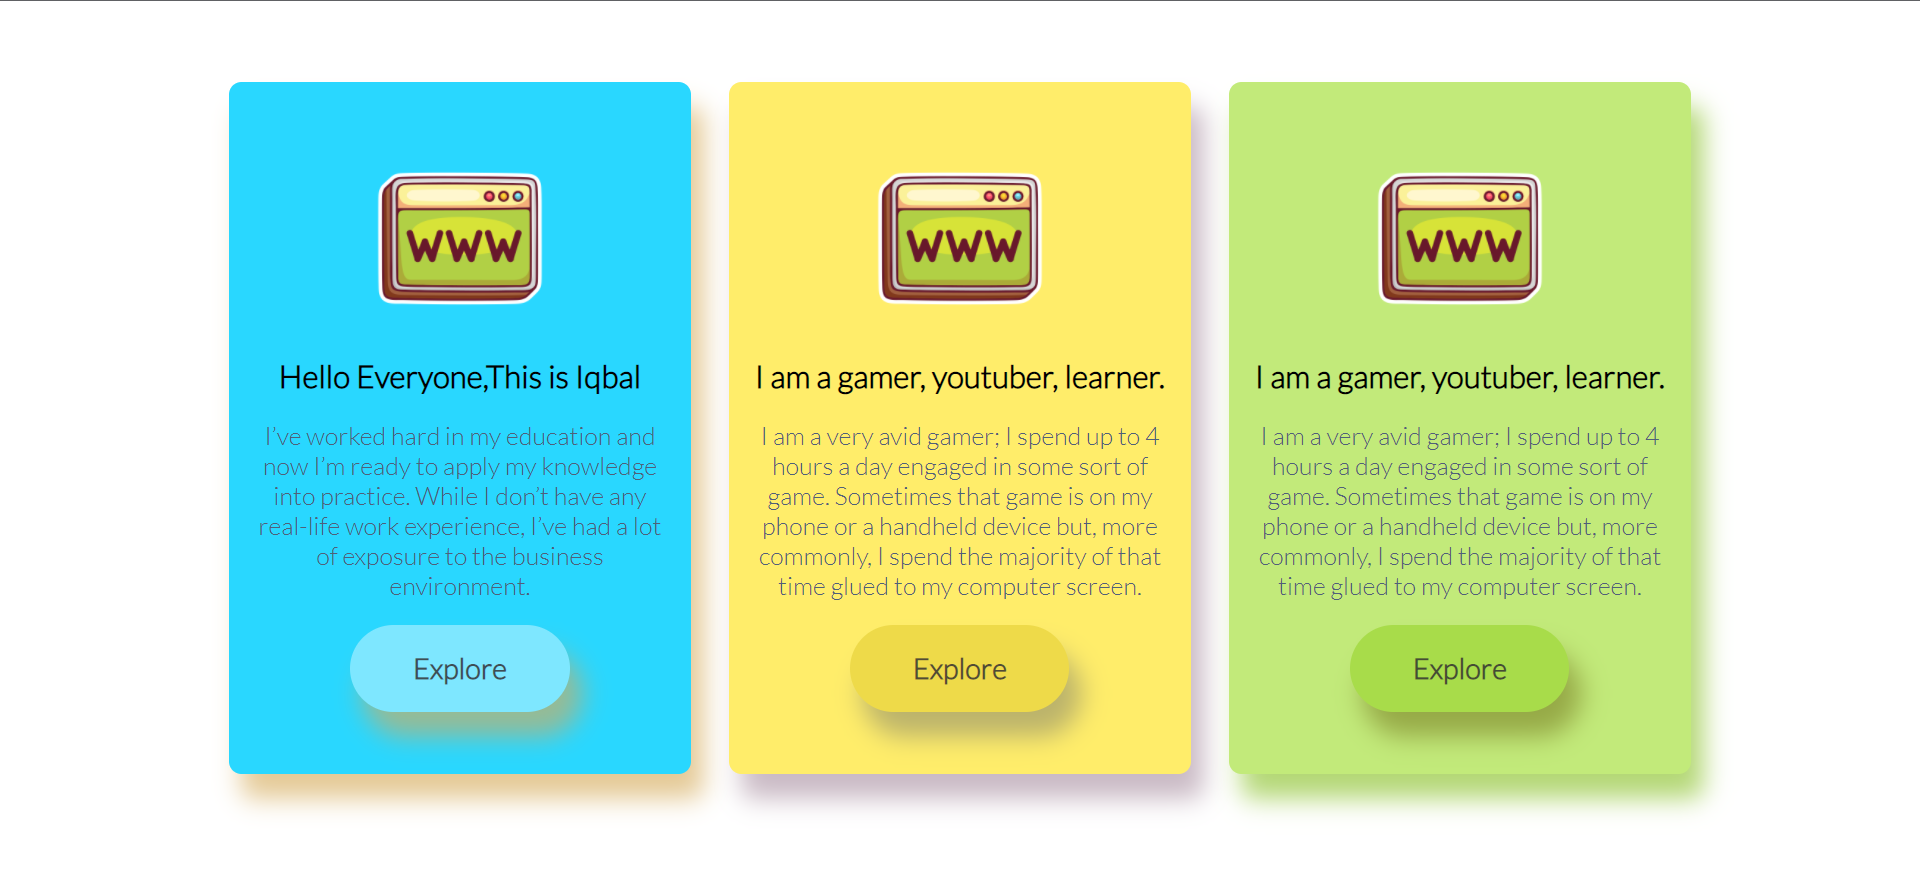 WWW
Hello Everyone,This is Iqbal
I’ve worked hard in my education and
now I’m ready to apply my knowledge
into practice. While I don’t have any
real-life work experience, I’ve had a lot
of exposure to the business
environment.
Explore
WWW
I am a gamer, youtuber, learner.
I am a very avid gamer; I spend up to 4
hours a day engaged in some sort of
game. Sometimes that game is on my
phone or a handheld device but, more
commonly, I spend the majority of that
time glued to my computer screen.
Explore
WWW
I am a gamer, youtuber, learner.
I am a very avid gamer; I spend up to 4
hours a day engaged in some sort of
game. Sometimes that game is on my
phone or a handheld device but, more
commonly, I spend the majority of that
time glued to my computer screen.
Explore